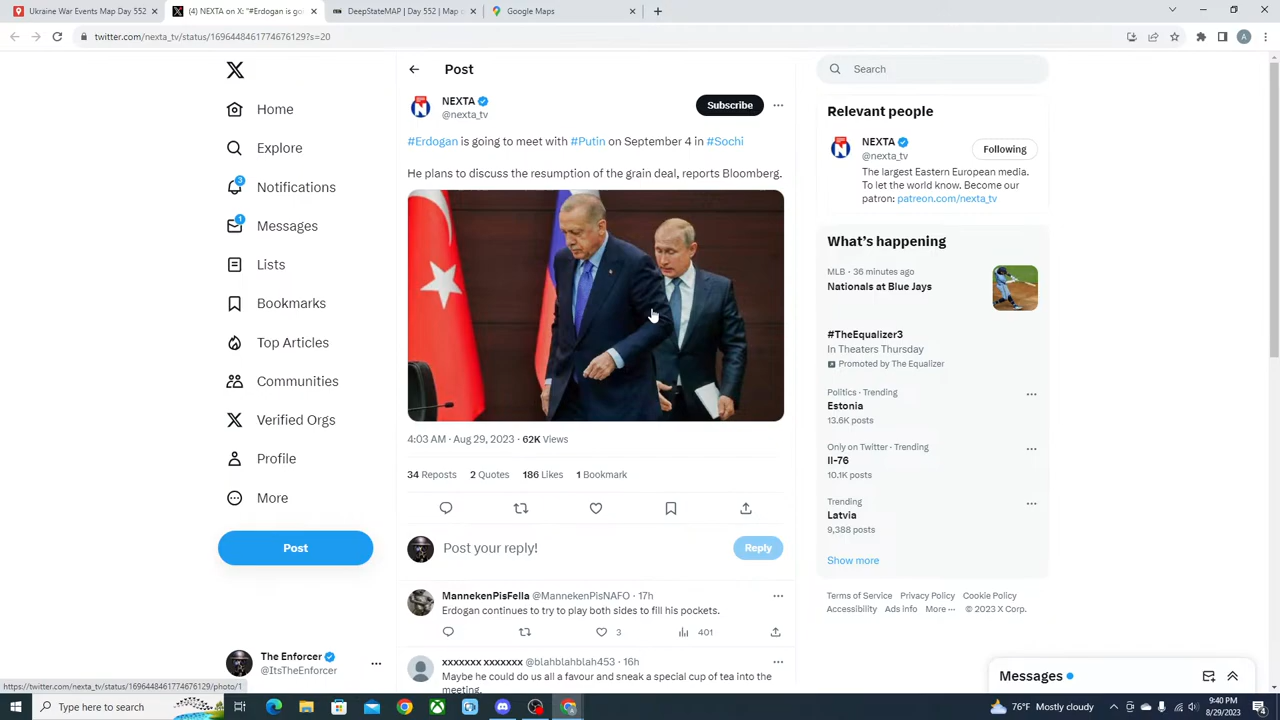 Ukraine War Events Map Day 552
(4) NEXTA on X: "#Erdogan is goi
DeepStateMAP | Day 552 | Map o
Google Maps
twitter.com/nexta_tv/status/1696448461774676129?s=20
A
Home
Explore
3
Notifications
1
Messages
Lists
Bookmarks
Top Articles
Communities
Verified Orgs
Profile
More
Post
The Enforcer
@ItsTheEnforcer
https://twitter.com/nexta_tv/status/1696448461774676129/photo/1
Post
NEXTA
@nexta_tv
Subscribe
#Erdogan is going to meet with #Putin on September 4 in #Sochi
He plans to discuss the resumption of the grain deal, reports Bloomberg.
4:03 AM · Aug 29, 2023 · 62K Views
34 Reposts 2 Quotes 186 Likes 1 Bookmark
Post your reply!
Reply
MannekenPisFella @MannekenPisNAFO · 17h
Erdogan continues to try to play both sides to fill his pockets.
3
401
xxxxxxx xxxxxxx @blahblahblah453 · 16h
Maybe he could do us all a favour and sneak a special cup of tea into the
meeting.
Search
Relevant people
NEXTA
@nexta_tv
Following
The largest Eastern European media.
To let the world know. Become our
patron: patreon.com/nexta_tv
What's happening
MLB · 36 minutes ago
Nationals at Blue Jays
#TheEqualizer3
In Theaters Thursday
Promoted by The Equalizer
Politics · Trending
Estonia
13.6K posts
Only on Twitter · Trending
Il-76
10.1K posts
Trending
Latvia
9,388 posts
Show more
Terms of Service Privacy Policy Cookie Policy
Accessibility Ads info More ··· © 2023 X Corp.
Messages
Type here to search
76°F Mostly cloudy
9:40 PM
8/29/2023